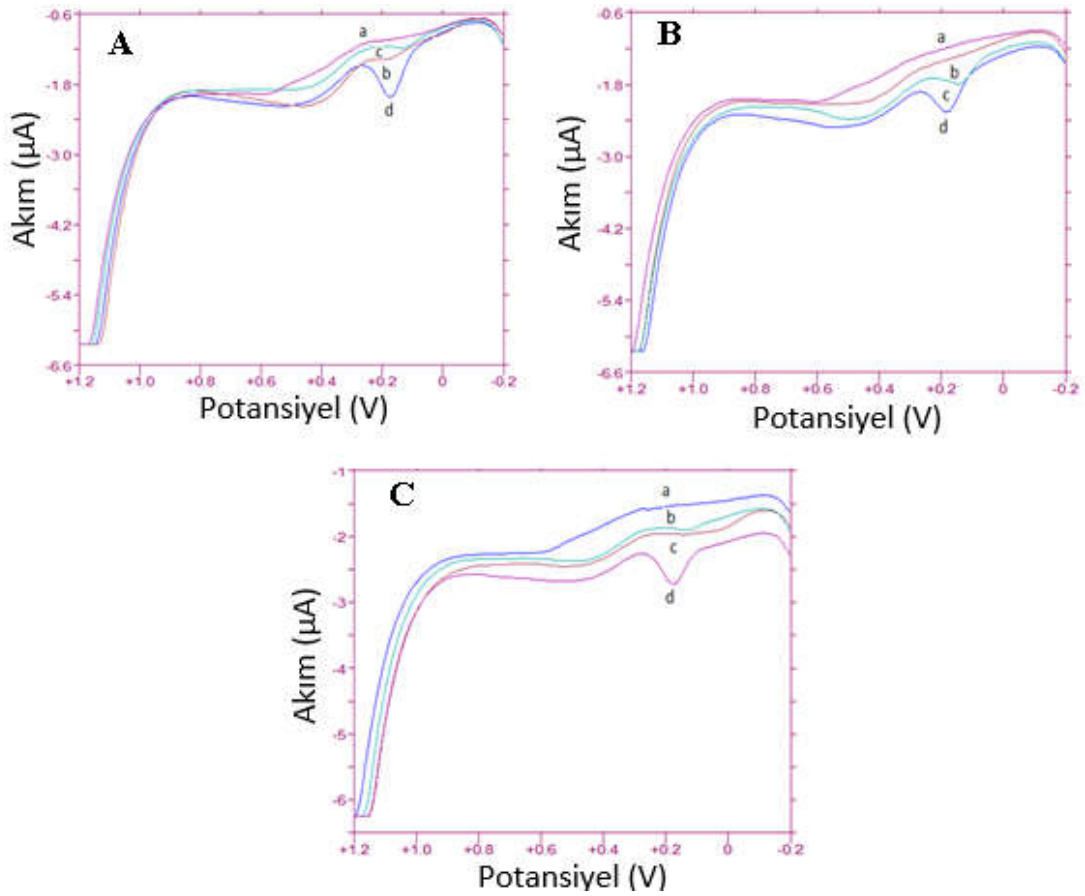 A
-0.6
-1.8
-3.0
-4.2
-5.4
-6.6
a
c
b
d
+1.2 +1.0 +0.8 +0.6 +0.4 +0.2 0 -0.2
Akım (µA)
Potansiyel (V)
B
-0.6
-1.8
-3.0
-4.2
-5.4
-6.6
a
b
c
d
+1.2 +1.0 +0.8 +0.6 +0.4 +0.2 0 -0.2
Akım (µA)
Potansiyel (V)
C
-1
-2
-3
-4
-5
-6
a
b
c
d
+1.2 +1.0 +0.8 +0.6 +0.4 +0.2 0 -0.2
Akım (µA)
Potansiyel (V)